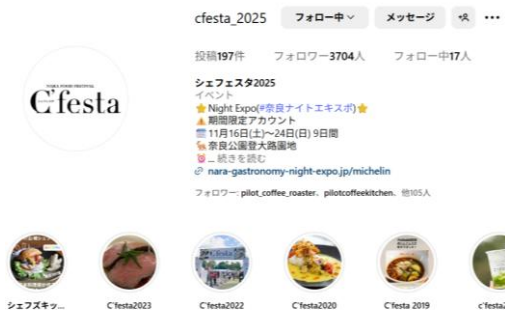 cfesta_2025 フォロー中 メッセージ
投稿197件 フォロワー3704人 フォロー中17人
NARA FOOD FESTIVAL
C'festa
シェフェスタ2025
イベント
⭐Night Expo(#奈良ナイトエキスポ)⭐
⚠️期間限定アカウント
🗓️11月16日(土)〜24日(日) 9日間
🦌奈良公園登大路園地
👹... 続きを読む
nara-gastronomy-night-expo.jp/michelin
フォロワー: pilot_coffee_roaster、pilotcoffeekitchen、他105人
シェフズキッ... C'festa2023 C'festa2022 C'festa2020 C'festa 2019